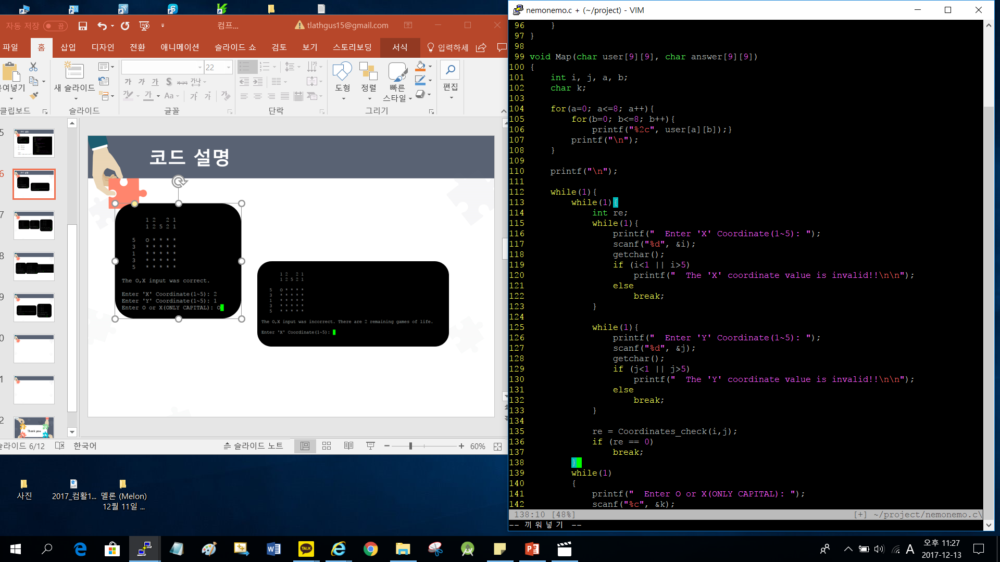 자동 저장 끔
컴프...
tlathgus15@gmail.com
파일 홈 삽입 디자인 전환 애니메이션 슬라이드 쇼 검토 보기 스토리보딩 서식 입력하세
22
새 슬라이드
도형 정렬 빠른 스타일
편집
클립보드 슬라이드 글꼴 단락 그리기
코드 설명
1 2 2 1
1 2 5 2 1
5 O * * * *
3 * * * * *
1 * * * * *
3 * * * * *
5 * * * * *
The O,X input was correct.
Enter 'X' Coordinate(1~5): 2
Enter 'Y' Coordinate(1~5): 1
Enter O or X(ONLY CAPITAL): O
1 2 2 1
1 2 5 2 1
5 O * * * *
3 * * * * *
1 * * * * *
3 * * * * *
5 * * * * *
The O,X input was incorrect. There are 2 remaining games of life.
Enter 'X' Coordinate(1~5):
Thank you
슬라이드 6/12 한국어 슬라이드 노트 60%
사진
2017_컴활1...
멜론 (Melon)
12월 11일 ...
nemonemo.c + (~/project) - VIM
96     }
97 }
98
99 void Map(char user[9][9], char answer[9][9])
100 {
101     int i, j, a, b;
102     char k;
103
104     for(a=0; a<=8; a++){
105         for(b=0; b<=8; b++){
106             printf("%2c", user[a][b]);}
107         printf("\n");
108     }
109
110     printf("\n");
111
112     while(1){
113         while(1){
114             int re;
115             while(1){
116                 printf("  Enter 'X' Coordinate(1~5): ");
117                 scanf("%d", &i);
118                 getchar();
119                 if (i<1 || i>5)
120                     printf("  The 'X' coordinate value is invalid!!\n\n");
121                 else
122                     break;
123             }
124
125             while(1){
126                 printf("  Enter 'Y' Coordinate(1~5): ");
127                 scanf("%d", &j);
128                 getchar();
129                 if (j<1 || j>5)
130                     printf("  The 'Y' coordinate value is invalid!!\n\n");
131                 else
132                     break;
133             }
134
135             re = Coordinates_check(i,j);
136             if (re == 0)
137                 break;
138         }
139         while(1)
140         {
141             printf("  Enter O or X(ONLY CAPITAL): ");
142             scanf("%c", &k);
138:10 [48%] [+] ~/project/nemonemo.c\
-- 끼워넣기 --
A
오후 11:27
2017-12-13